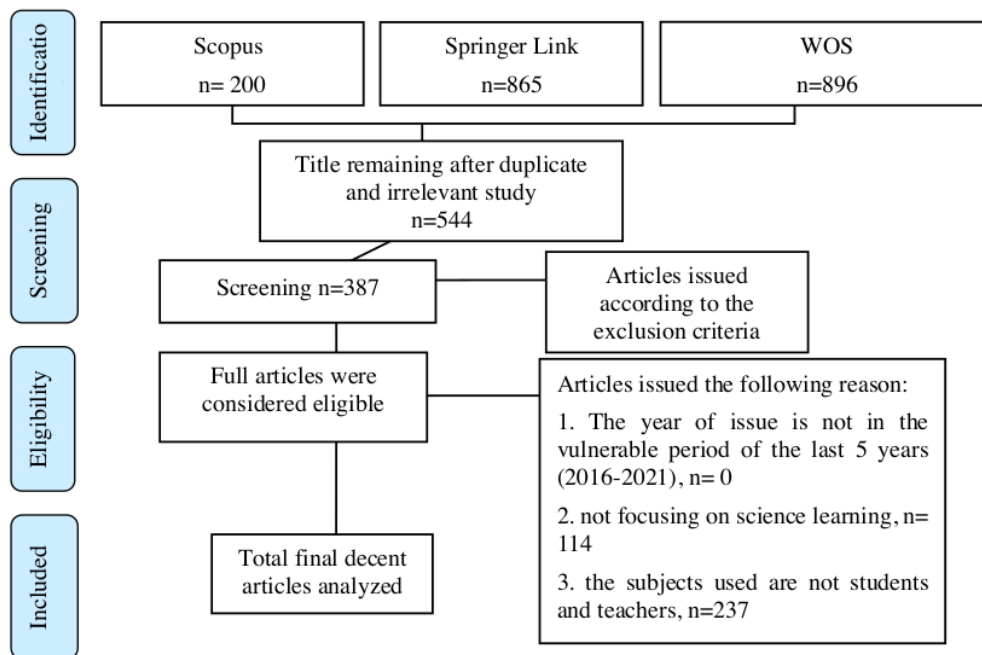 Identificatio
Scopus
n= 200
Springer Link
n=865
WOS
n=896
Title remaining after duplicate
and irrelevant study
n=544
Screening
Screening n=387
Articles issued
according to the
exclusion criteria
Eligibility
Full articles were
considered eligible
Articles issued the following reason:
1. The year of issue is not in the
vulnerable period of the last 5 years
(2016-2021), n= 0
2. not focusing on science learning, n=
114
3. the subjects used are not students
and teachers, n=237
Included
Total final decent
articles analyzed